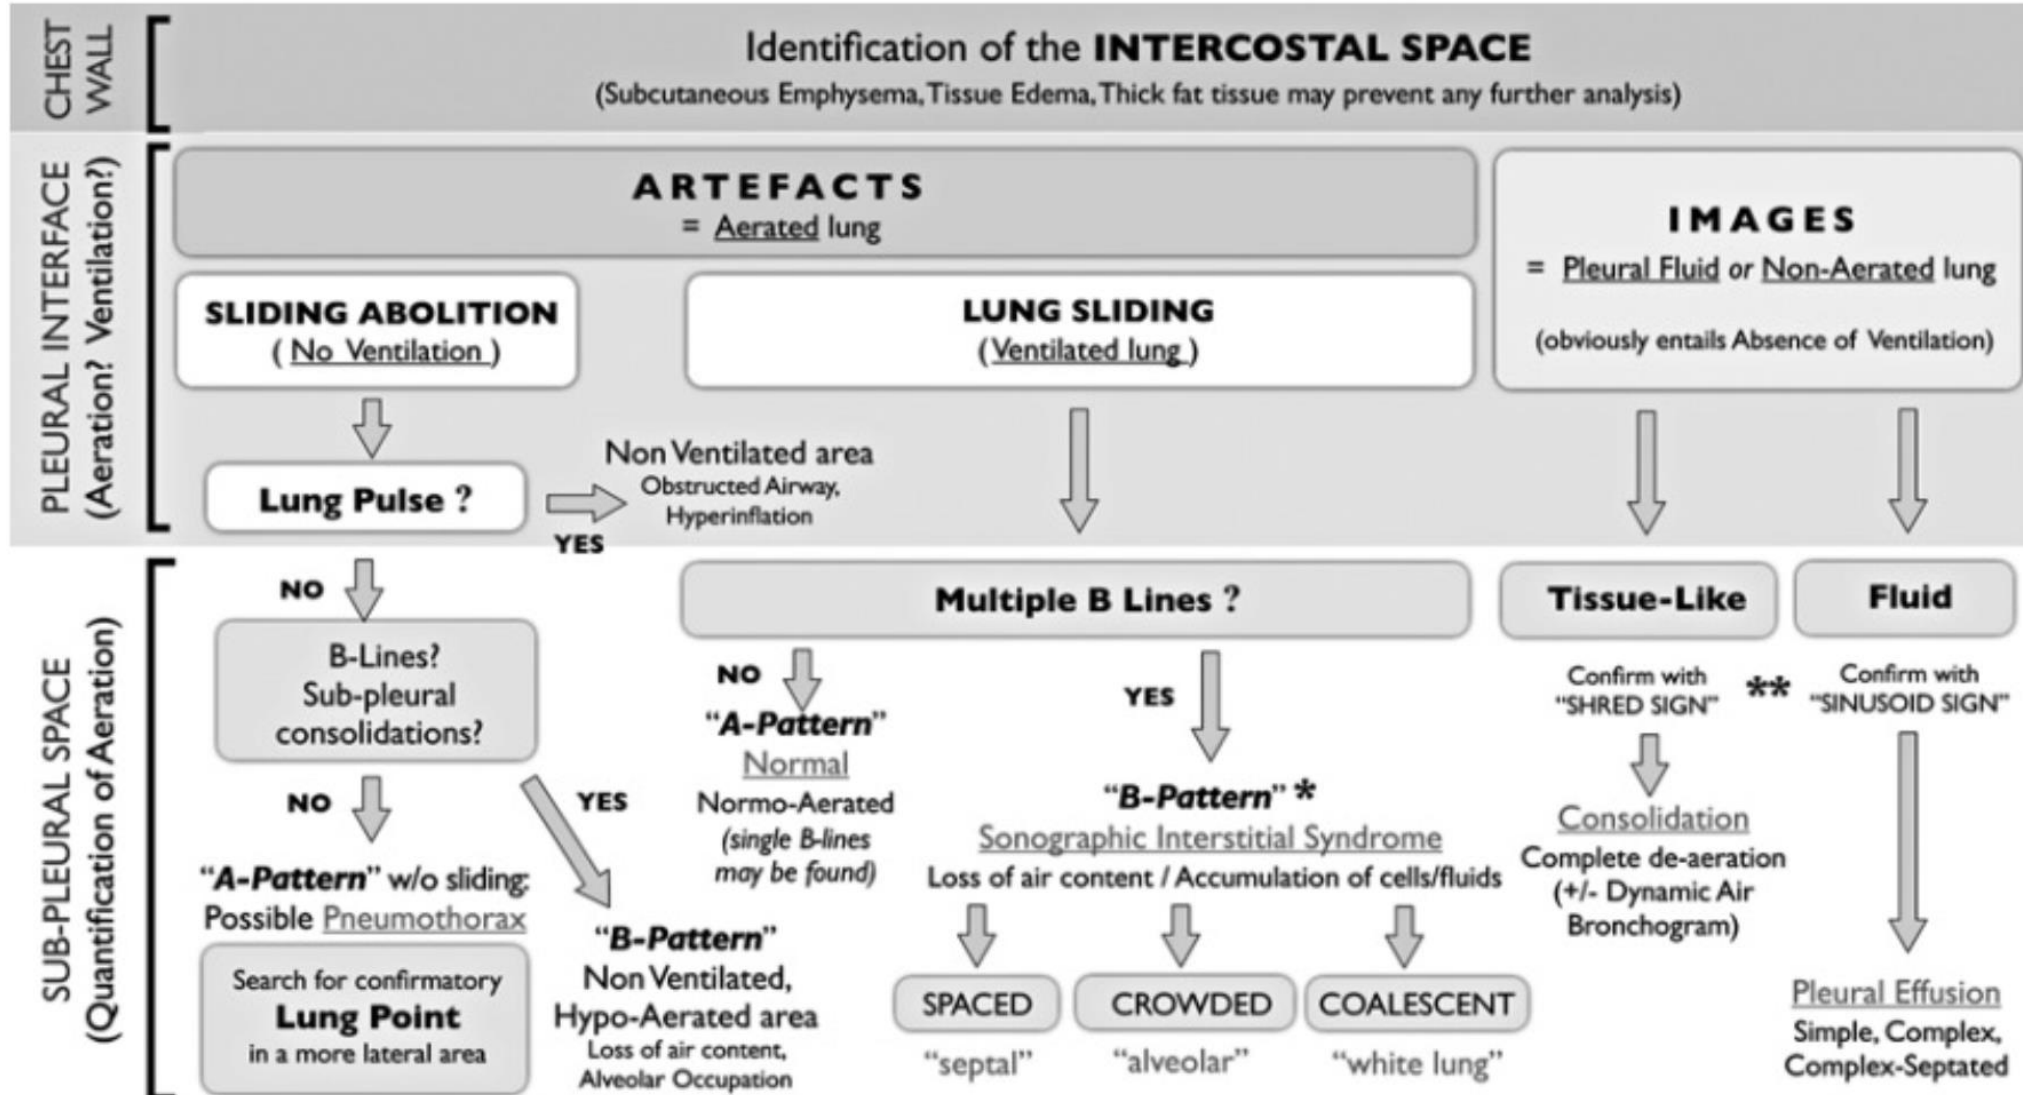 CHEST
WALL
Identification of the INTERCOSTAL SPACE
(Subcutaneous Emphysema, Tissue Edema, Thick fat tissue may prevent any further analysis)
PLEURAL INTERFACE
(Aeration? Ventilation?)
ARTEFACTS
= Aerated lung
IMAGES
= Pleural Fluid or Non-Aerated lung
(obviously entails Absence of Ventilation)
SLIDING ABOLITION
( No Ventilation )
LUNG SLIDING
(Ventilated lung )
Lung Pulse ?
YES
Non Ventilated area
Obstructed Airway,
Hyperinflation
SUB-PLEURAL SPACE
(Quantification of Aeration)
NO
B-Lines?
Sub-pleural
consolidations?
NO
"A-Pattern" w/o sliding:
Possible Pneumothorax
Search for confirmatory
Lung Point
in a more lateral area
YES
"B-Pattern"
Non Ventilated,
Hypo-Aerated area
Loss of air content,
Alveolar Occupation
Multiple B Lines ?
NO
"A-Pattern"
Normal
Normo-Aerated
(single B-lines
may be found)
YES
"B-Pattern" *
Sonographic Interstitial Syndrome
Loss of air content / Accumulation of cells/fluids
SPACED
"septal"
CROWDED
"alveolar"
COALESCENT
"white lung"
Tissue-Like
Confirm with
"SHRED SIGN"
**
Consolidation
Complete de-aeration
(+/- Dynamic Air
Bronchogram)
Fluid
Confirm with
"SINUSOID SIGN"
Pleural Effusion
Simple, Complex,
Complex-Septated